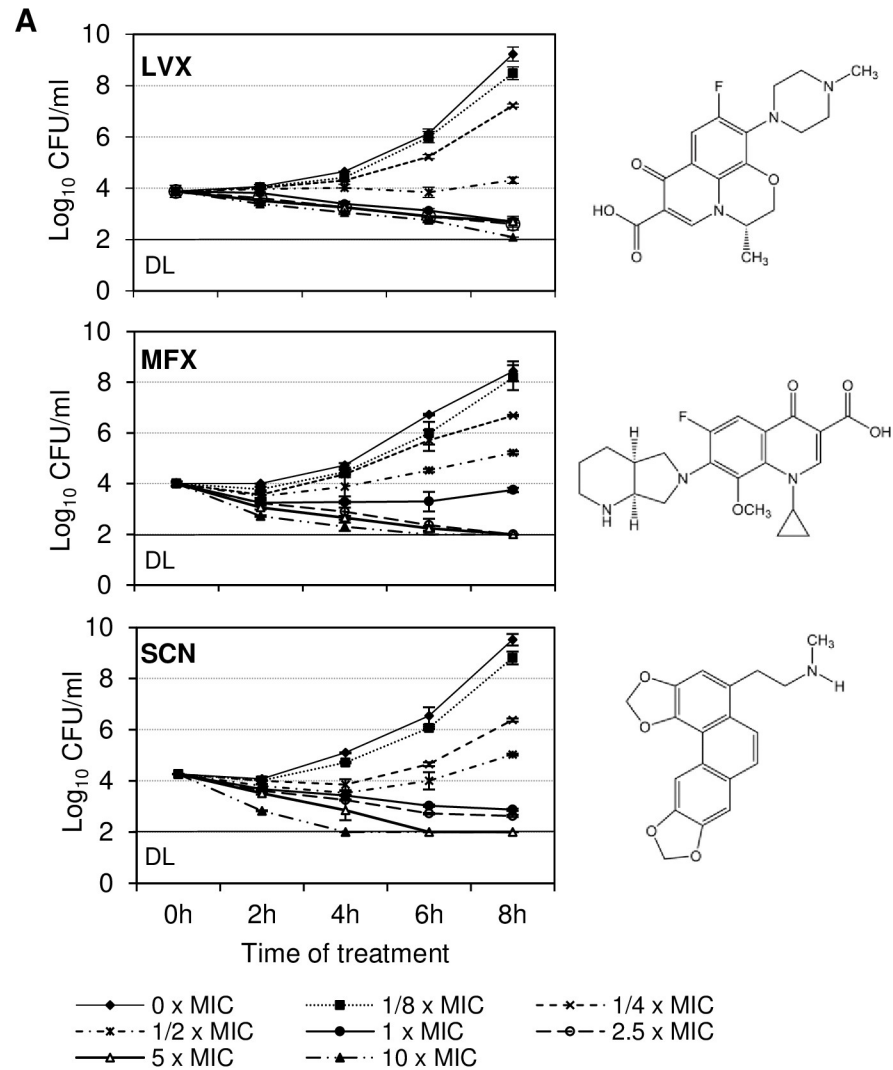 A
LVX
Log10 CFU/ml
10
8
6
4
2
0
DL
F
N
N
CH3
O
O
HO
O
N
CH3
MFX
Log10 CFU/ml
10
8
6
4
2
0
DL
O
O
OH
F
H
N
N
H
H
N
OCH3
SCN
Log10 CFU/ml
10
8
6
4
2
0
DL
0h 2h 4h 6h 8h
Time of treatment
CH3
N
H
O
O
O
O
0 x MIC 1/8 x MIC 1/4 x MIC
1/2 x MIC 1 x MIC 2.5 x MIC
5 x MIC 10 x MIC